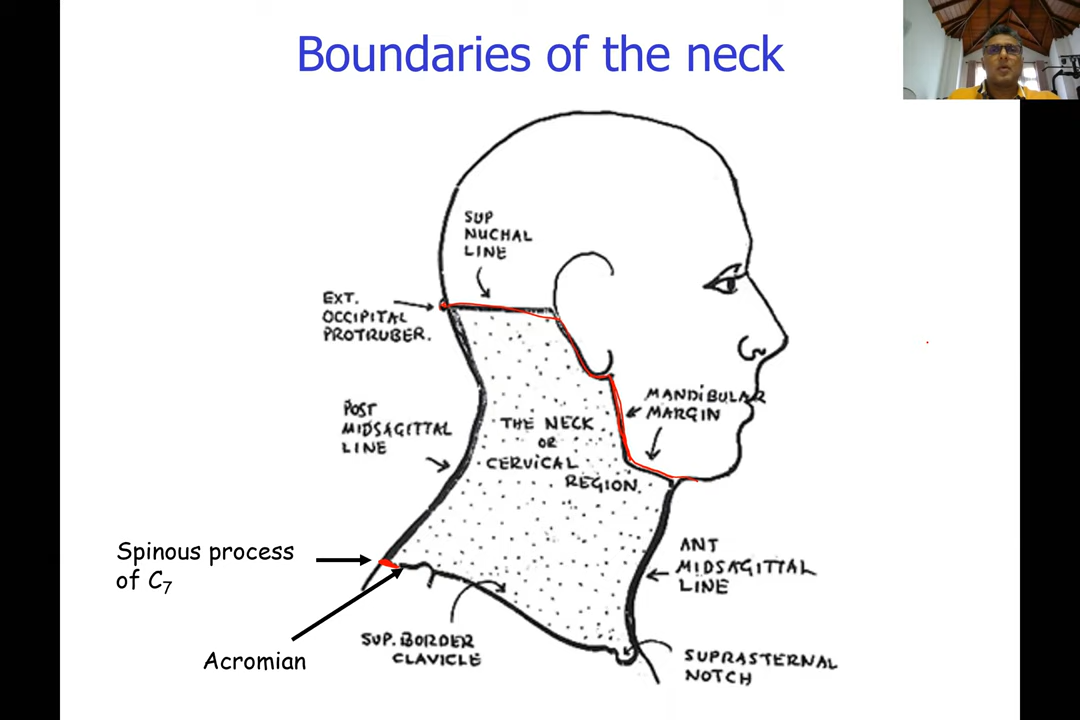 Boundaries of the neck
SUP
NUCHAL
LINE
EXT.
OCCIPITAL
PROTRUBER.
MANDIBULAR
MARGIN
POST
MIDSAGITTAL
LINE
THE NECK
OR
CERVICAL
REGION.
Spinous process
of C₇
ANT
MIDSAGITTAL
LINE
Acromian
SUP. BORDER
CLAVICLE
SUPRASTERNAL
NOTCH